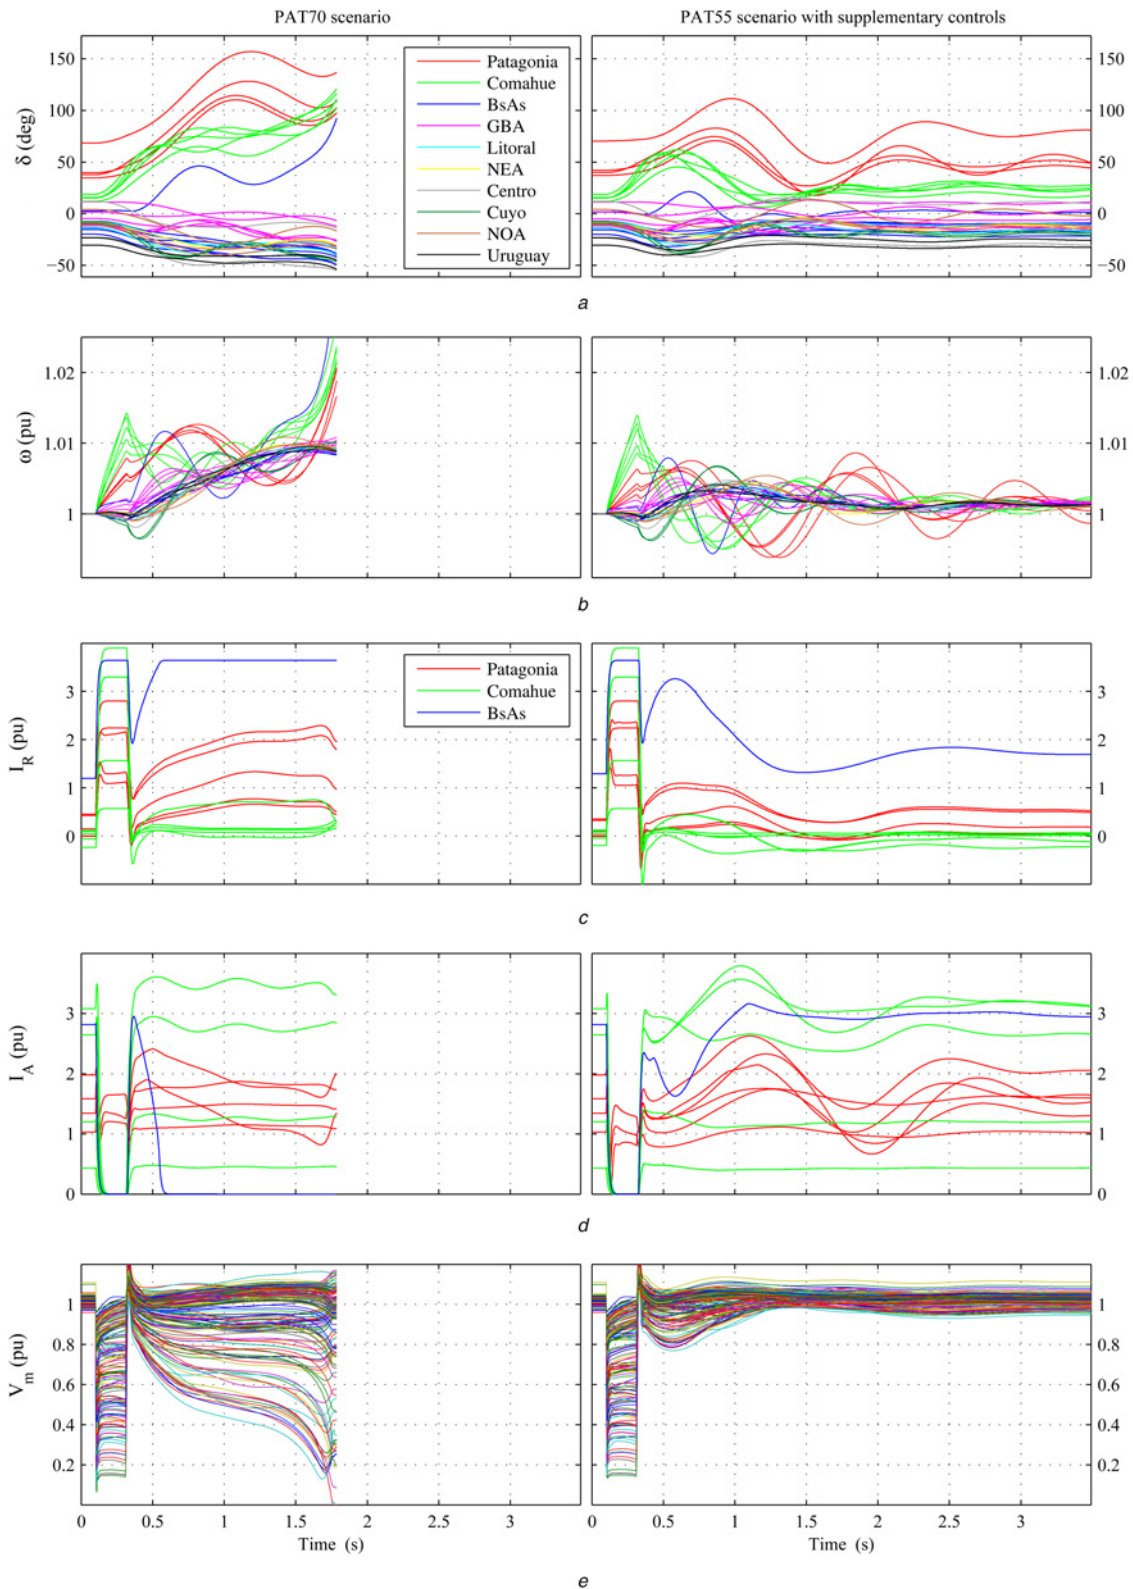 PAT70 scenario
PAT55 scenario with supplementary controls
150
100
50
0
−50
δ (deg)
Patagonia
Comahue
BsAs
GBA
Litoral
NEA
Centro
Cuyo
NOA
Uruguay
150
100
50
0
−50
a
1.02
1.01
1
ω (pu)
1.02
1.01
1
b
3
2
1
0
I_R (pu)
Patagonia
Comahue
BsAs
3
2
1
0
c
3
2
1
0
I_A (pu)
3
2
1
0
d
1
0.8
0.6
0.4
0.2
V_m (pu)
1
0.8
0.6
0.4
0.2
0 0.5 1 1.5 2 2.5 3
0 0.5 1 1.5 2 2.5 3
Time (s)
Time (s)
e